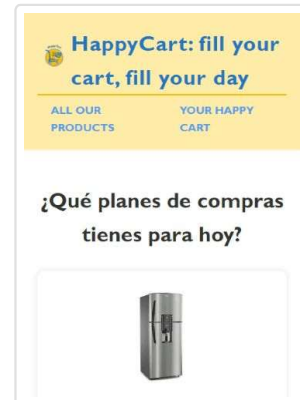 HappyCart: fill your
cart, fill your day
ALL OUR YOUR HAPPY
PRODUCTS CART
¿Qué planes de compras
tienes para hoy?